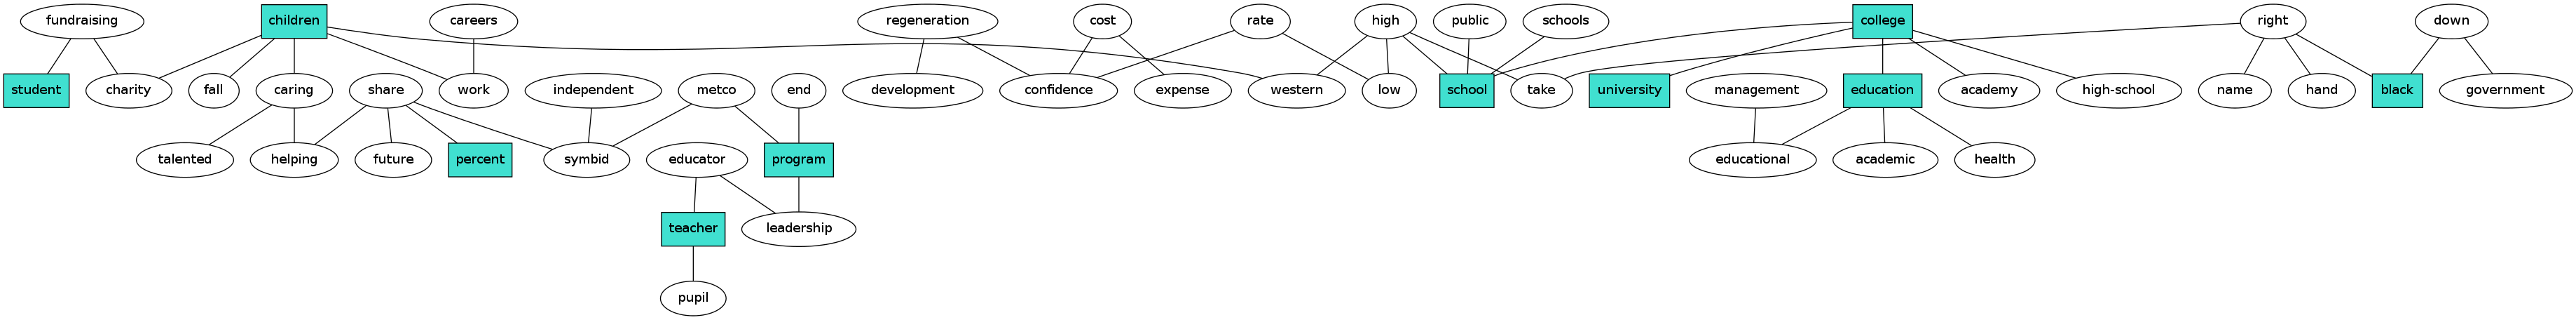 fundraising children careers regeneration cost rate high public schools college right down
student charity fall caring share work independent metco end development confidence expense western low school take university management education academy high-school name hand black government
talented helping future percent symbid educator program educational academic health
teacher leadership
pupil